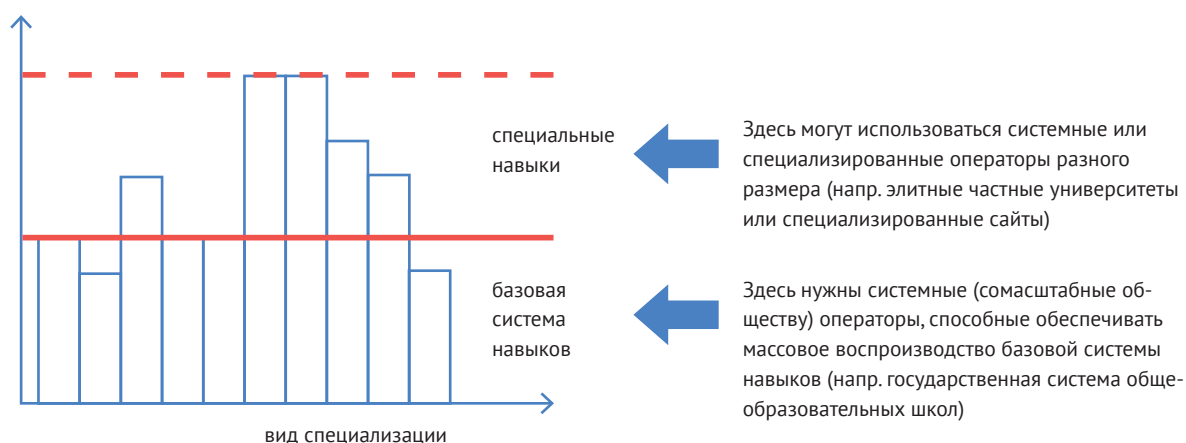 специальные
навыки
Здесь могут использоваться системные или
специализированные операторы разного
размера (напр. элитные частные университеты
или специализированные сайты)
базовая
система
навыков
Здесь нужны системные (сомасштабные об-
ществу) операторы, способные обеспечивать
массовое воспроизводство базовой системы
навыков (напр. государственная система обще-
образовательных школ)
вид специализации